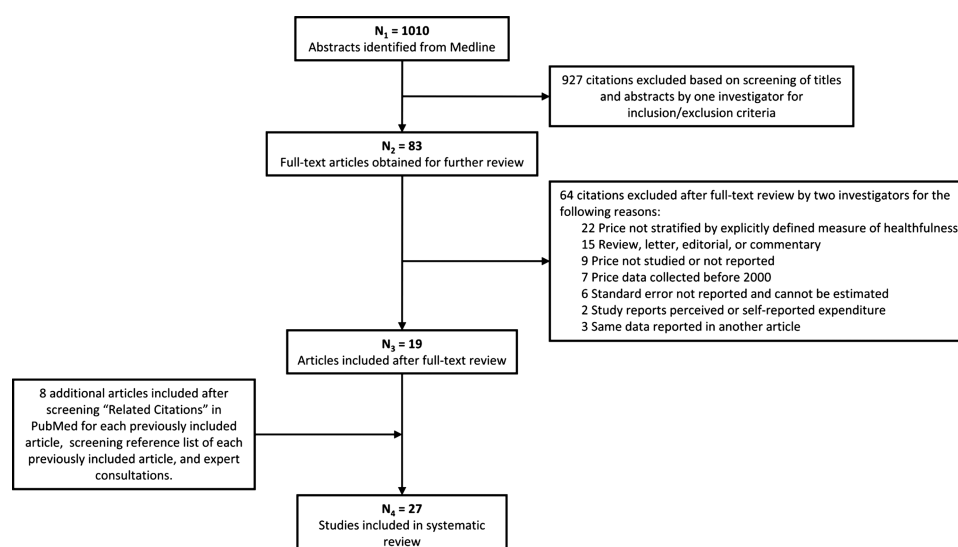 N1 = 1010
Abstracts identified from Medline
927 citations excluded based on screening of titles
and abstracts by one investigator for
inclusion/exclusion criteria
N2 = 83
Full-text articles obtained for further review
64 citations excluded after full-text review by two investigators for the
following reasons:
22 Price not stratified by explicitly defined measure of healthfulness
15 Review, letter, editorial, or commentary
9 Price not studied or not reported
7 Price data collected before 2000
6 Standard error not reported and cannot be estimated
2 Study reports perceived or self-reported expenditure
3 Same data reported in another article
N3 = 19
Articles included after full-text review
8 additional articles included after
screening “Related Citations” in
PubMed for each previously included
article, screening reference list of each
previously included article, and expert
consultations.
N4 = 27
Studies included in systematic
review